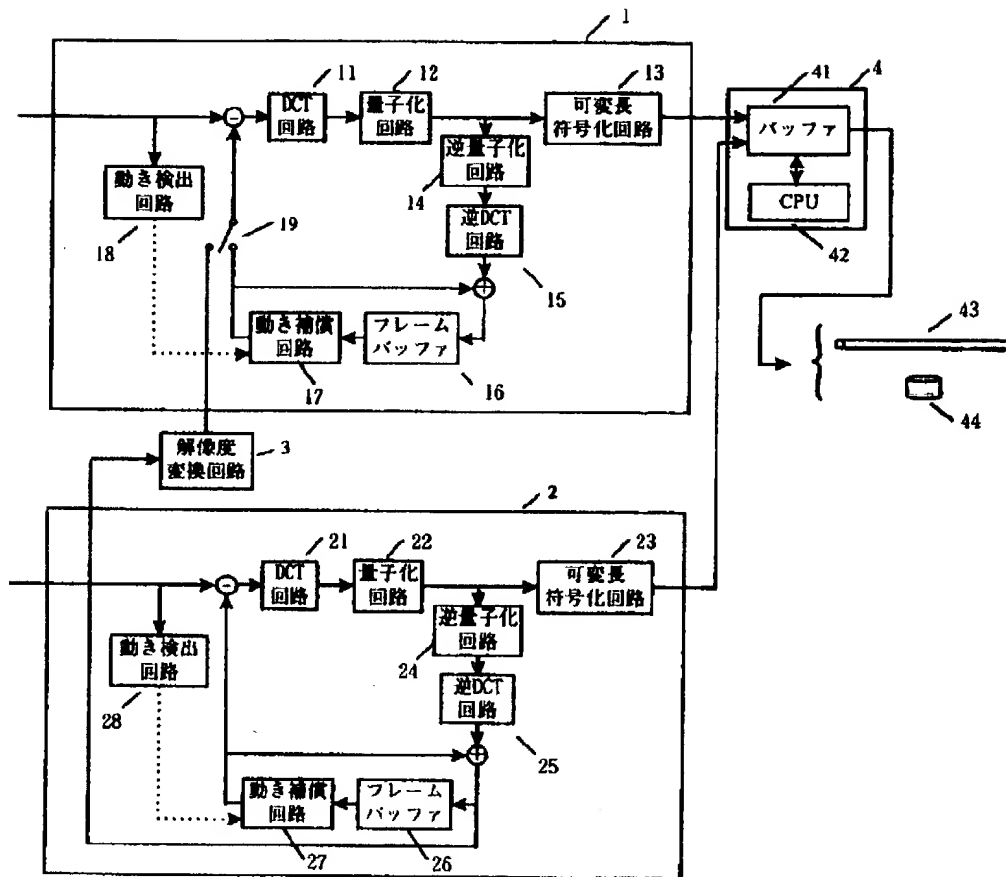 1
11
12
13
41
4
DCT
回路
量子化
回路
可変長
符号化回路
バッファ
CPU
42
動き検出
回路
18
逆量子化
回路
14
逆DCT
回路
15
19
動き補償
回路
17
フレーム
バッファ
16
43
44
解像度
変換回路
3
2
21
22
23
DCT
回路
量子化
回路
可変長
符号化回路
動き検出
回路
28
逆量子化
回路
24
逆DCT
回路
25
動き補償
回路
27
フレーム
バッファ
26